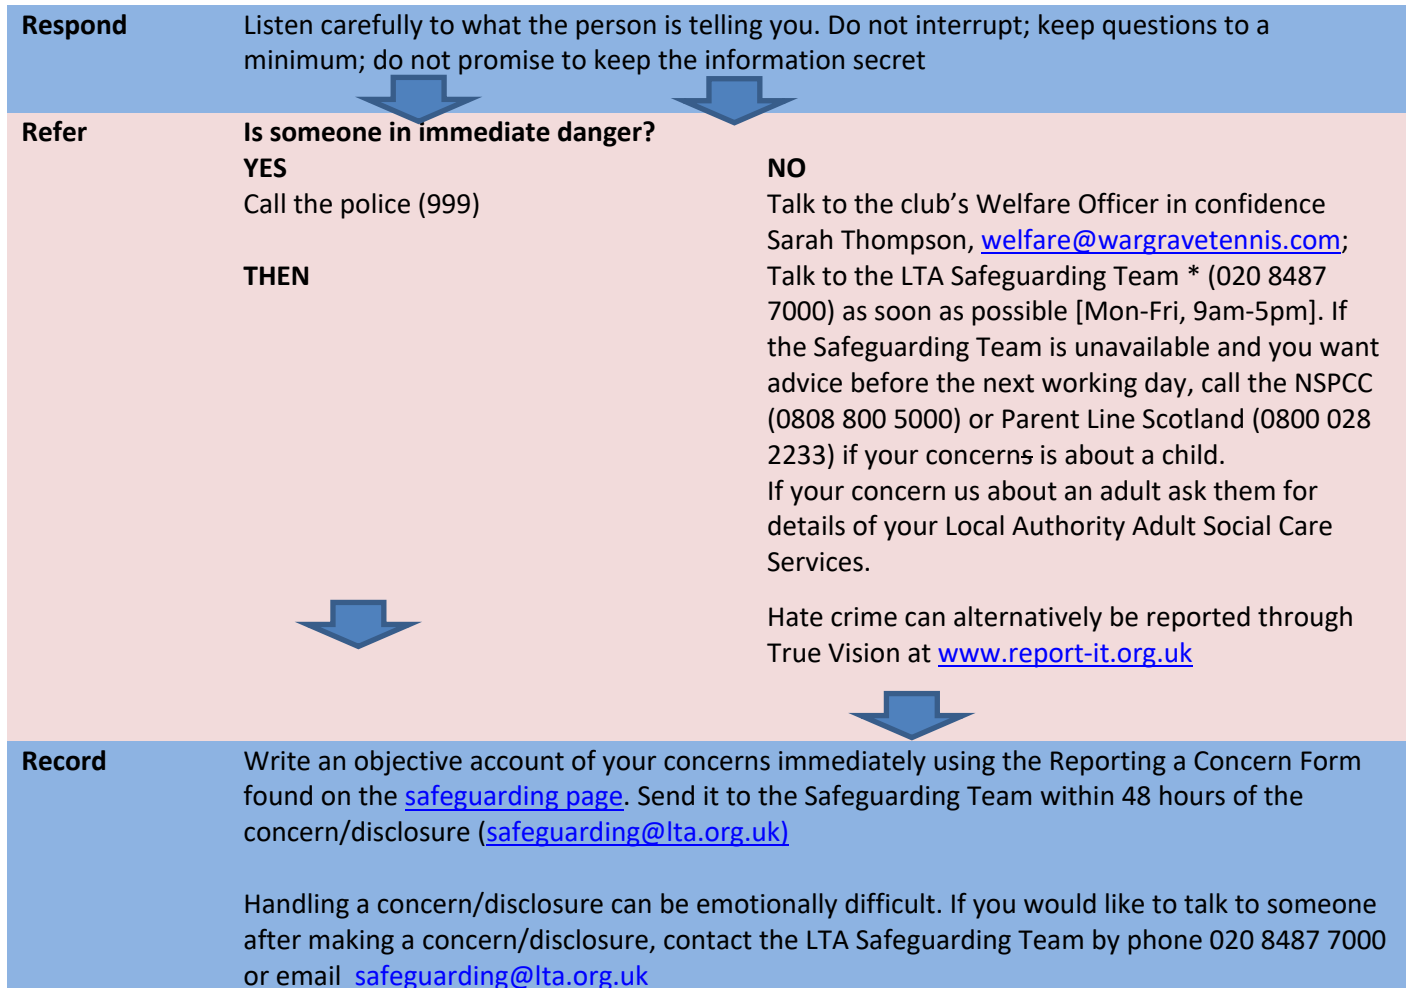 Respond
Listen carefully to what the person is telling you. Do not interrupt; keep questions to a
minimum; do not promise to keep the information secret
Refer
Is someone in immediate danger?
YES
Call the police (999)
THEN
NO
Talk to the club’s Welfare Officer in confidence
Sarah Thompson, welfare@wargravetennis.com;
Talk to the LTA Safeguarding Team * (020 8487
7000) as soon as possible [Mon-Fri, 9am-5pm]. If
the Safeguarding Team is unavailable and you want
advice before the next working day, call the NSPCC
(0808 800 5000) or Parent Line Scotland (0800 028
2233) if your concerns is about a child.
If your concern us about an adult ask them for
details of your Local Authority Adult Social Care
Services.
Hate crime can alternatively be reported through
True Vision at www.report-it.org.uk
Record
Write an objective account of your concerns immediately using the Reporting a Concern Form
found on the safeguarding page. Send it to the Safeguarding Team within 48 hours of the
concern/disclosure (safeguarding@lta.org.uk)
Handling a concern/disclosure can be emotionally difficult. If you would like to talk to someone
after making a concern/disclosure, contact the LTA Safeguarding Team by phone 020 8487 7000
or email safeguarding@lta.org.uk